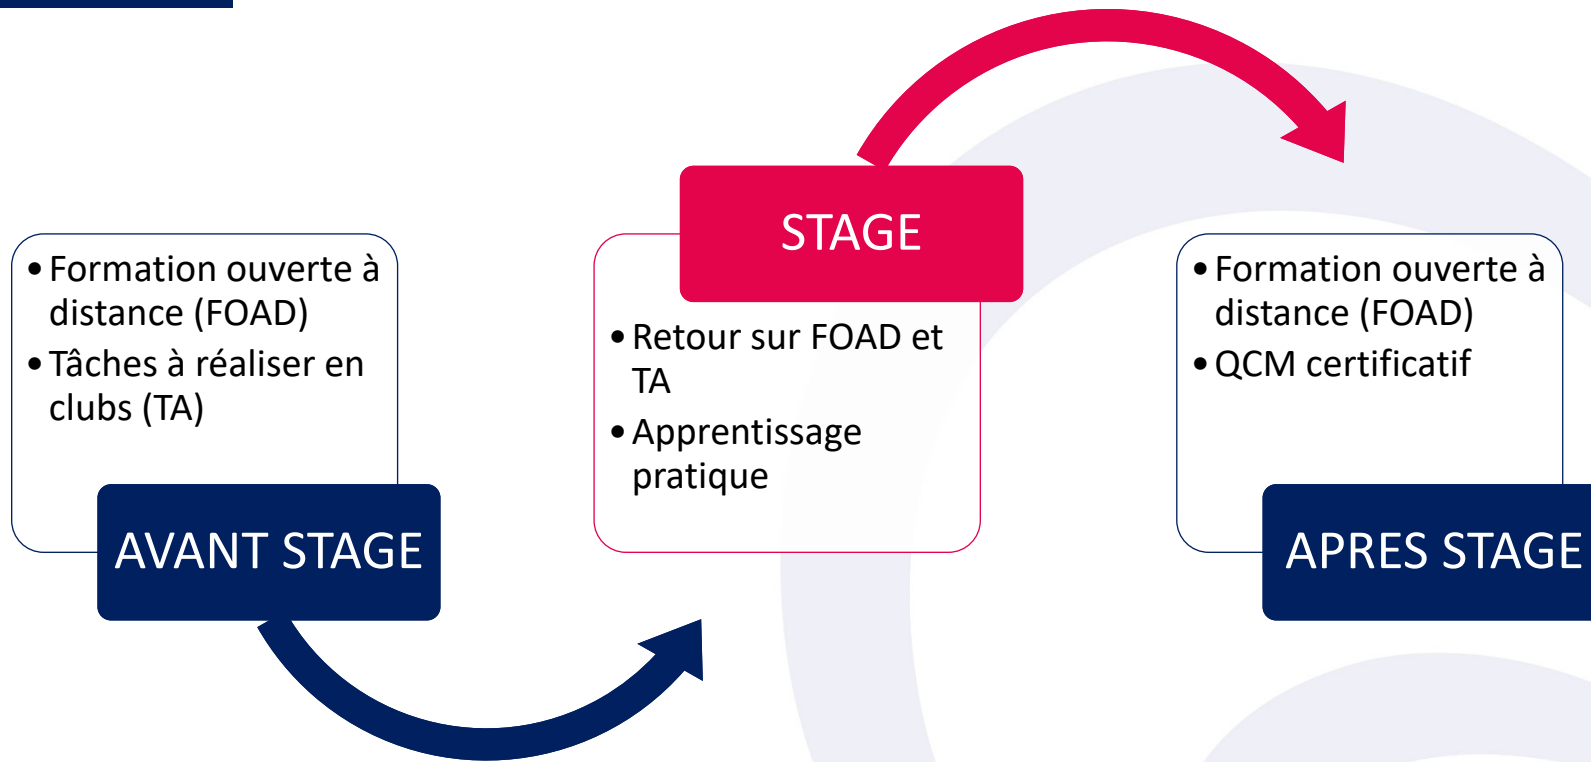 • Formation ouverte à
distance (FOAD)
• Tâches à réaliser en
clubs (TA)
AVANT STAGE
STAGE
• Retour sur FOAD et
TA
• Apprentissage
pratique
• Formation ouverte à
distance (FOAD)
• QCM certificatif
APRES STAGE